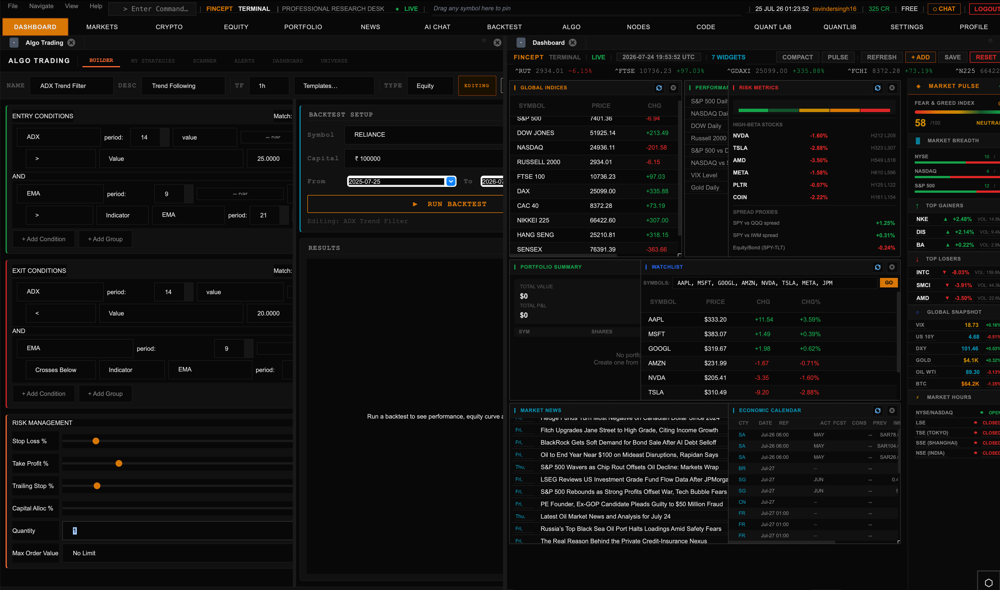 File Navigate View Help > Enter Command… FINCEPT TERMINAL | PROFESSIONAL RESEARCH DESK ● LIVE | Drag any symbol here to pin | 25 JUL 26 01:23:52 ravindersingh16 | 325 CR | FREE | CHAT | LOGOUT
DASHBOARD MARKETS CRYPTO EQUITY PORTFOLIO NEWS AI CHAT BACKTEST ALGO NODES CODE QUANT LAB QUANTLIB SETTINGS PROFILE
Algo Trading
ALGO TRADING BUILDER MY STRATEGIES SCANNER ALERTS DASHBOARD UNIVERSE
NAME ADX Trend Filter DESC Trend Following TF 1h Templates… TYPE Equity EDITING
ENTRY CONDITIONS Match:
ADX period: 14 value ··· par
> Value 25.0000
AND
EMA period: 9 ··· par
> Indicator EMA period: 21
+ Add Condition + Add Group
EXIT CONDITIONS Match:
ADX period: 14 value
< Value 20.0000
AND
EMA period: 9
Crosses Below Indicator EMA period:
+ Add Condition + Add Group
RISK MANAGEMENT
Stop Loss %
Take Profit %
Trailing Stop %
Capital Alloc %
Quantity 1
Max Order Value No Limit
BACKTEST SETUP
Symbol RELIANCE
Capital ₹ 100000
From 2025-07-25 To 2026-07
▶ RUN BACKTEST
Editing: ADX Trend Filter
RESULTS
Run a backtest to see performance, equity curve a
Dashboard
FINCEPT TERMINAL LIVE 2026-07-24 19:53:52 UTC 7 WIDGETS COMPACT PULSE REFRESH + ADD SAVE RESET
^RUT 2934.01 -6.15% ^FTSE 10736.23 +97.03% ^GDAXI 25099.00 +335.88% ^FCHI 8372.28 +73.19% ^N225 66422
GLOBAL INDICES
SYMBOL PRICE CHG
S&P 500 7401.36 -6.94
DOW JONES 51925.14 +213.49
NASDAQ 24936.11 -201.58
RUSSELL 2000 2934.01 -6.15
FTSE 100 10736.23 +97.03
DAX 25099.00 +335.88
CAC 40 8372.28 +73.19
NIKKEI 225 66422.60 +307.00
HANG SENG 25210.81 +318.15
SENSEX 76391.39 -363.66
PERFORMAN
S&P 500 Daily
NASDAQ Dai
DOW Daily
Russell 2000
S&P 500 vs D
NASDAQ vs S
VIX Level
Gold Daily
RISK METRICS
HIGH-BETA STOCKS
NVDA -1.60% H212 L205
TSLA -2.88% H323 L307
AMD -3.50% H549 L518
META -1.58% H610 L596
PLTR -0.07% H125 L122
COIN -2.22% H161 L154
SPREAD PROXIES
SPY vs QQQ spread +1.25%
SPY vs IWM spread +0.31%
Equity/Bond (SPY-TLT) -0.24%
PORTFOLIO SUMMARY
TOTAL VALUE
$0
TOTAL P&L
$0
SYM SHARES
No portfo
Create one from
WATCHLIST
SYMBOLS: AAPL, MSFT, GOOGL, AMZN, NVDA, TSLA, META, JPM GO
SYMBOL PRICE CHG CHG%
AAPL $333.20 +11.54 +3.59%
MSFT $383.07 +1.49 +0.39%
GOOGL $319.67 +1.98 +0.62%
AMZN $231.99 -1.67 -0.71%
NVDA $205.41 -3.35 -1.60%
TSLA $310.49 -9.20 -2.88%
MARKET NEWS
Fri, Hedge Funds Turn Most Negative on Canadian Dollar Since 2024
Fri, Fitch Upgrades Jane Street to High Grade, Citing Income Growth
Fri, BlackRock Gets Soft Demand for Bond Sale After AI Debt Selloff
Fri, Oil to End Year Near $100 on Mideast Disruptions, Rapidan Says
Thu, S&P 500 Wavers as Chip Rout Offsets Oil Decline: Markets Wrap
Fri, LSEG Reviews US Investment Grade Fund Flow Data After JPMorga
Fri, S&P 500 Rebounds as Strong Profits Offset War, Tech Bubble Fears
Fri, PE Founder, Ex-GOP Candidate Pleads Guilty to $50 Million Fraud
Thu, Latest Oil Market News and Analysis for July 24
Fri, Russia's Top Black Sea Oil Port Halts Loadings Amid Safety Fears
Fri, The Real Reason Behind the Private Credit-Insurance Nexus
ECONOMIC CALENDAR
CTY DATE REF ACT FCST CONS PREV IMI
SA Jul-26 06:00 MAY -- SAR78.
SA Jul-26 06:00 MAY -- SAR104.
SA Jul-26 06:00 MAY -- SAR26.
BR Jul-27 -- --
SG Jul-27 JUN -- 0.4
SG Jul-27 JUN -- 9
CN Jul-27 -- --
FR Jul-27 01:00 -- --
FR Jul-27 01:00 -- --
FR Jul-27 01:00 -- --
MARKET PULSE
FEAR & GREED INDEX
58 /100 NEUTRAL
MARKET BREADTH
NYSE 10 /
NASDAQ 4 /
S&P 500 12 /
↑ TOP GAINERS
NKE ▲ +2.48% VOL: 14.9M
DIS ▲ +2.14% VOL: 9.4M
BA ▲ +0.22% VOL: 2.9M
↓ TOP LOSERS
INTC ▼ -8.03% VOL: 159.8M
SMCI ▼ -3.91% VOL: 44.3M
AMD ▼ -3.50% VOL: 22.6M
GLOBAL SNAPSHOT
VIX 18.73 +0.16%
US 10Y 4.68 -0.51%
DXY 101.46 +0.03%
GOLD $4.1K +0.32%
OIL WTI 89.30 -3.13%
BTC $64.2K -1.35%
⚡ MARKET HOURS
NYSE/NASDAQ ● OPEN
LSE ● CLOSED
TSE (TOKYO) ● CLOSED
SSE (SHANGHAI) ● CLOSED
NSE (INDIA) ● CLOSED